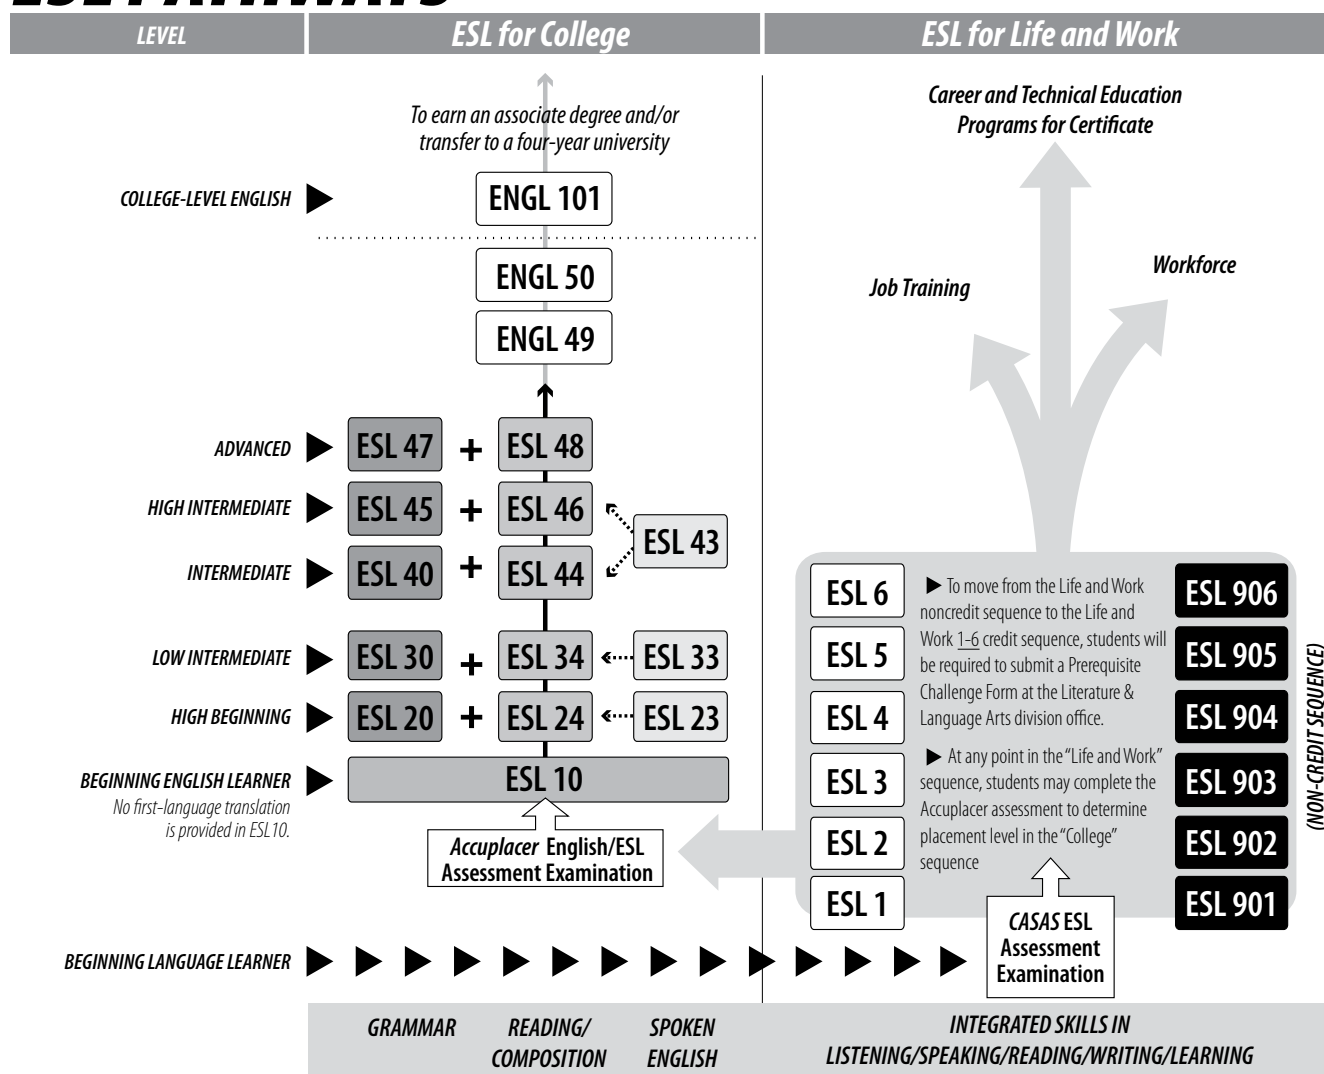 LEVEL
ESL for College
ESL for Life and Work
To earn an associate degree and/or
transfer to a four-year university
Career and Technical Education
Programs for Certificate
COLLEGE-LEVEL ENGLISH
ENGL 101
ENGL 50
ENGL 49
Job Training
Workforce
ADVANCED
ESL 47
+
ESL 48
HIGH INTERMEDIATE
ESL 45
+
ESL 46
ESL 43
INTERMEDIATE
ESL 40
+
ESL 44
LOW INTERMEDIATE
ESL 30
+
ESL 34
ESL 33
HIGH BEGINNING
ESL 20
+
ESL 24
ESL 23
BEGINNING ENGLISH LEARNER
No first-language translation
is provided in ESL10.
ESL 10
Accuplacer English/ESL
Assessment Examination
ESL 6
ESL 5
ESL 4
ESL 3
ESL 2
ESL 1
To move from the Life and Work
noncredit sequence to the Life and
Work 1-6 credit sequence, students will
be required to submit a Prerequisite
Challenge Form at the Literature &
Language Arts division office.
At any point in the "Life and Work"
sequence, students may complete the
Accuplacer assessment to determine
placement level in the "College"
sequence
ESL 906
ESL 905
ESL 904
ESL 903
ESL 902
ESL 901
(NON-CREDIT SEQUENCE)
CASAS ESL
Assessment
Examination
BEGINNING LANGUAGE LEARNER
GRAMMAR
READING/
COMPOSITION
SPOKEN
ENGLISH
INTEGRATED SKILLS IN
LISTENING/SPEAKING/READING/WRITING/LEARNING